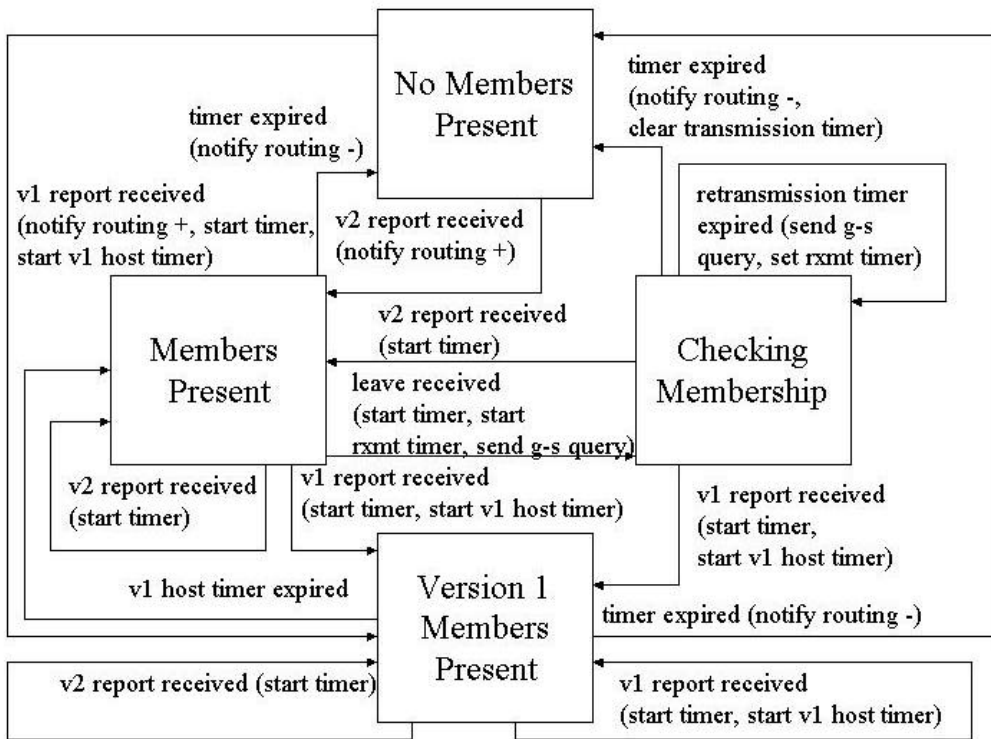 No Members
Present
timer expired
(notify routing -,
clear transmission timer)
timer expired
(notify routing -)
v1 report received
(notify routing +, start timer,
start v1 host timer)
v2 report received
(notify routing +)
retransmission timer
expired (send g-s
query, set rxmt timer)
Members
Present
v2 report received
(start timer)
Checking
Membership
leave received
(start timer, start
rxmt timer, send g-s query)
v2 report received
(start timer)
v1 report received
(start timer, start v1 host timer)
v1 report received
(start timer,
start v1 host timer)
v1 host timer expired
Version 1
Members
Present
timer expired (notify routing -)
v2 report received (start timer)
v1 report received
(start timer, start v1 host timer)